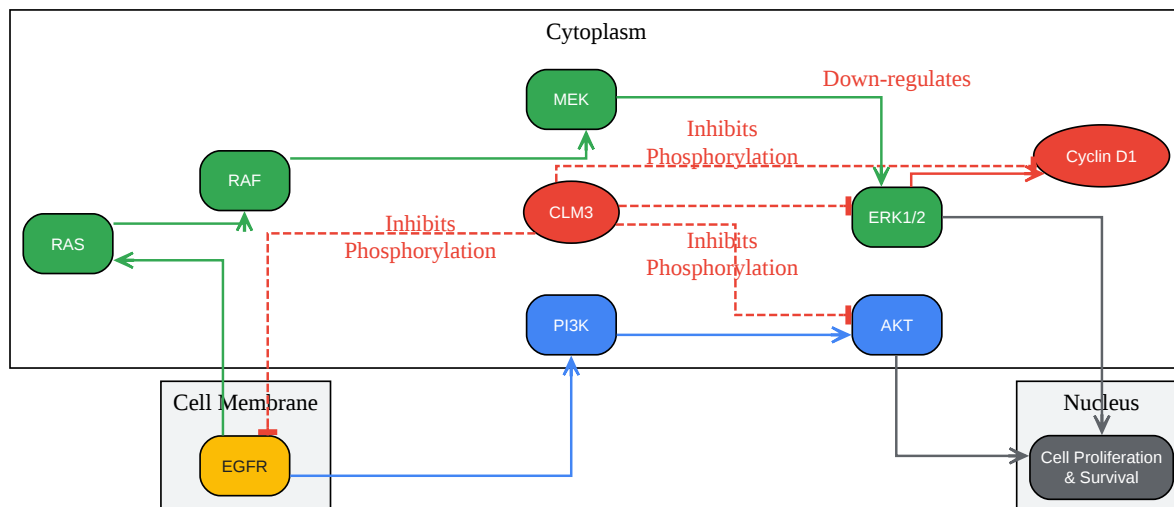 Cytoplasm
MEK
Down-regulates
Inhibits
Phosphorylation
Cyclin D1
RAF
CLM3
ERK1/2
RAS
Inhibits
Phosphorylation
Inhibits
Phosphorylation
PI3K
AKT
Cell Membrane
Nucleus
EGFR
Cell Proliferation
& Survival